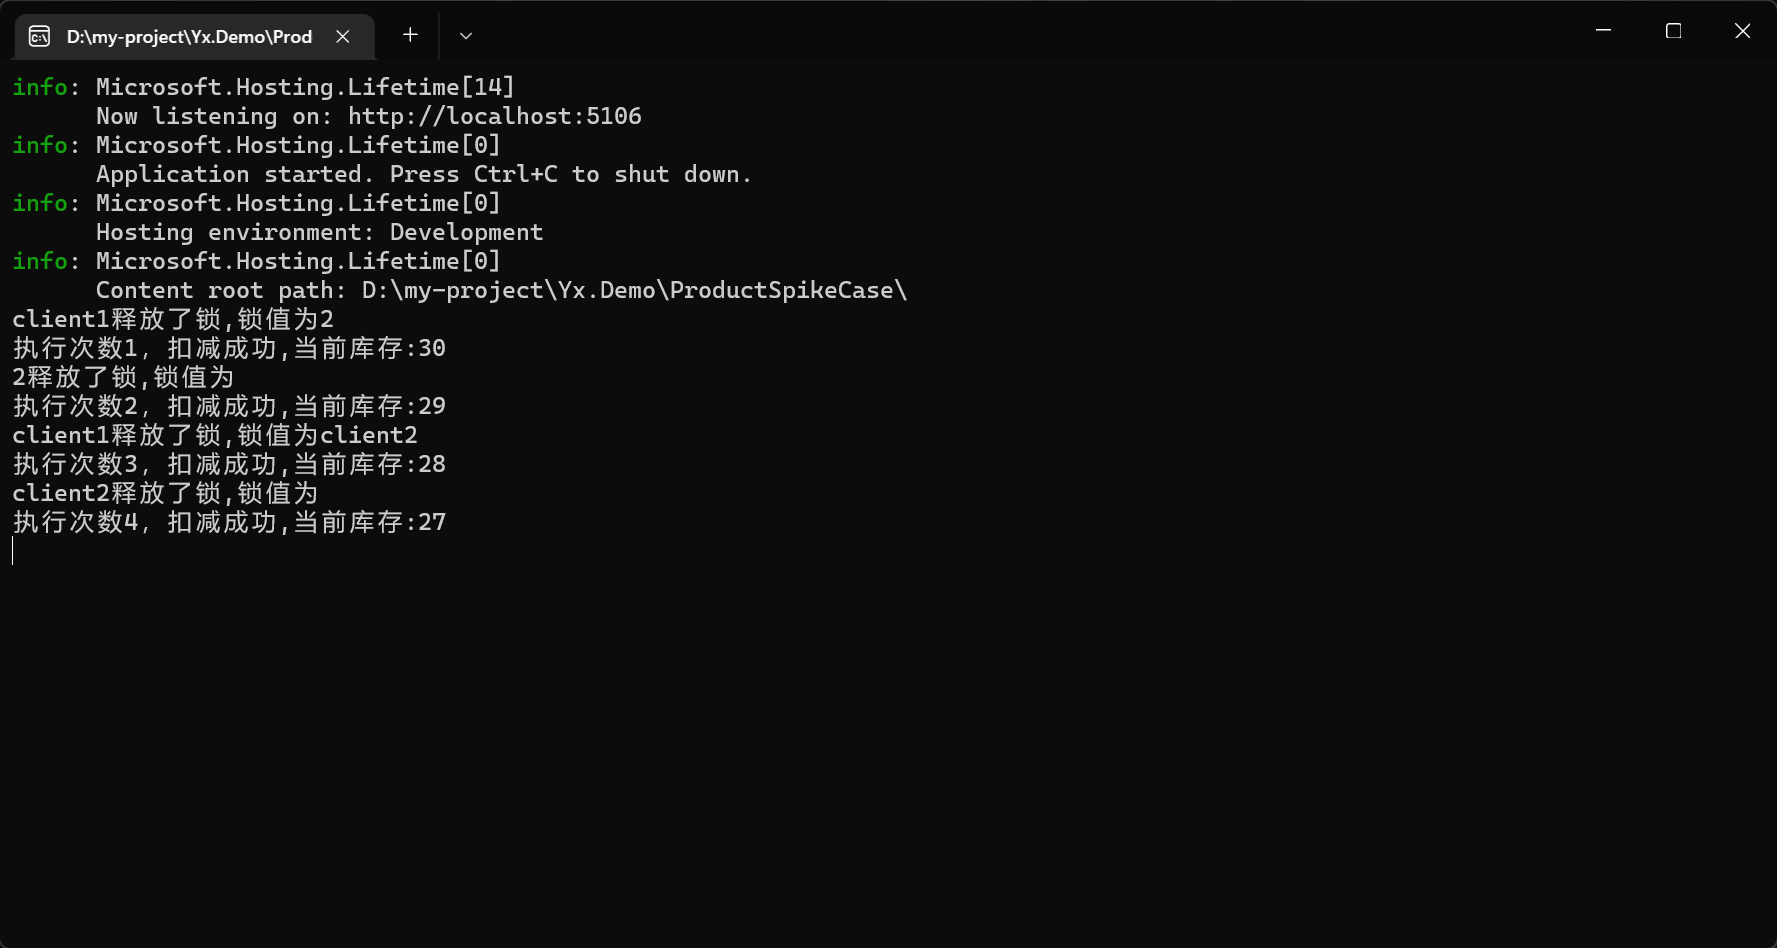 D:\my-project\Yx.Demo\Prod
info: Microsoft.Hosting.Lifetime[14]
Now listening on: http://localhost:5106
info: Microsoft.Hosting.Lifetime[0]
Application started. Press Ctrl+C to shut down.
info: Microsoft.Hosting.Lifetime[0]
Hosting environment: Development
info: Microsoft.Hosting.Lifetime[0]
Content root path: D:\my-project\Yx.Demo\ProductSpikeCase\
client1释放了锁,锁值为2
执行次数1，扣减成功,当前库存:30
2释放了锁,锁值为
执行次数2，扣减成功,当前库存:29
client1释放了锁,锁值为client2
执行次数3，扣减成功,当前库存:28
client2释放了锁,锁值为
执行次数4，扣减成功,当前库存:27